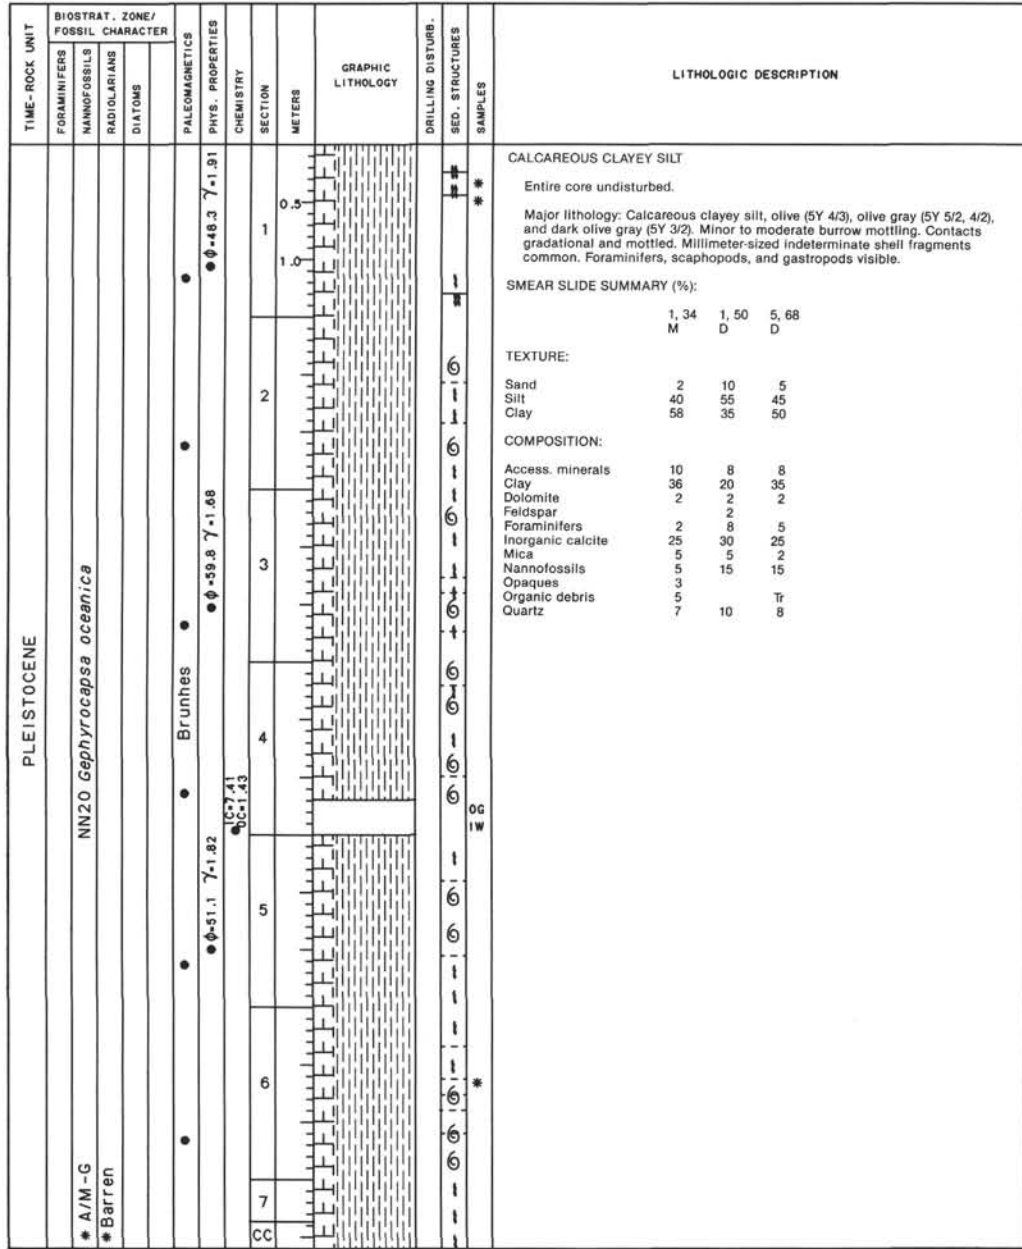 TIME-ROCK UNIT
BIOSTRAT. ZONE/
FOSSIL CHARACTER
FORAMINIFERS
NANNOFOSSILS
RADIOLARIANS
DIATOMS
PALEOMAGNETICS
PHYS. PROPERTIES
CHEMISTRY
SECTION
METERS
GRAPHIC
LITHOLOGY
DRILLING DISTURB.
SED. STRUCTURES
SAMPLES
LITHOLOGIC DESCRIPTION
PLEISTOCENE
NN20 Gephyrocapsa oceanica
* A/M-G
* Barren
Brunhes
●Φ=48.3 γ=1.91
●Φ=59.8 γ=1.68
●Φ=51.1 γ=1.82
IC=7.41
OC=1.43
1
2
3
4
5
6
7
CC
0.5
1.0
*
*
OG
IW
*
CALCAREOUS CLAYEY SILT
Entire core undisturbed.
Major lithology: Calcareous clayey silt, olive (5Y 4/3), olive gray (5Y 5/2, 4/2),
and dark olive gray (5Y 3/2). Minor to moderate burrow mottling. Contacts
gradational and mottled. Millimeter-sized indeterminate shell fragments
common. Foraminifers, scaphopods, and gastropods visible.
SMEAR SLIDE SUMMARY (%):
1, 34 1, 50 5, 68
M D D
TEXTURE:
Sand 2 10 5
Silt 40 55 45
Clay 58 35 50
COMPOSITION:
Access. minerals 10 8 8
Clay 36 20 35
Dolomite 2 2 2
Feldspar 2
Foraminifers 2 8 5
Inorganic calcite 25 30 25
Mica 5 5 2
Nannofossils 5 15 15
Opaques 3
Organic debris 5 Tr
Quartz 7 10 8